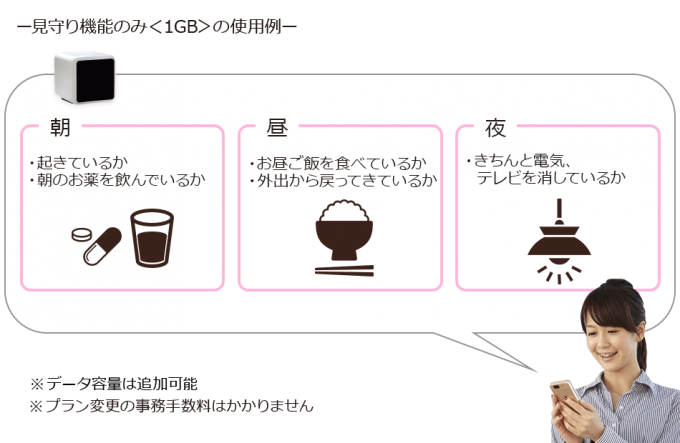 ー見守り機能のみ＜1GB＞の使用例ー
朝
・起きているか
・朝のお薬を飲んでいるか
昼
・お昼ご飯を食べているか
・外出から戻ってきているか
夜
・きちんと電気、
テレビを消しているか
※データ容量は追加可能
※プラン変更の事務手数料はかかりません